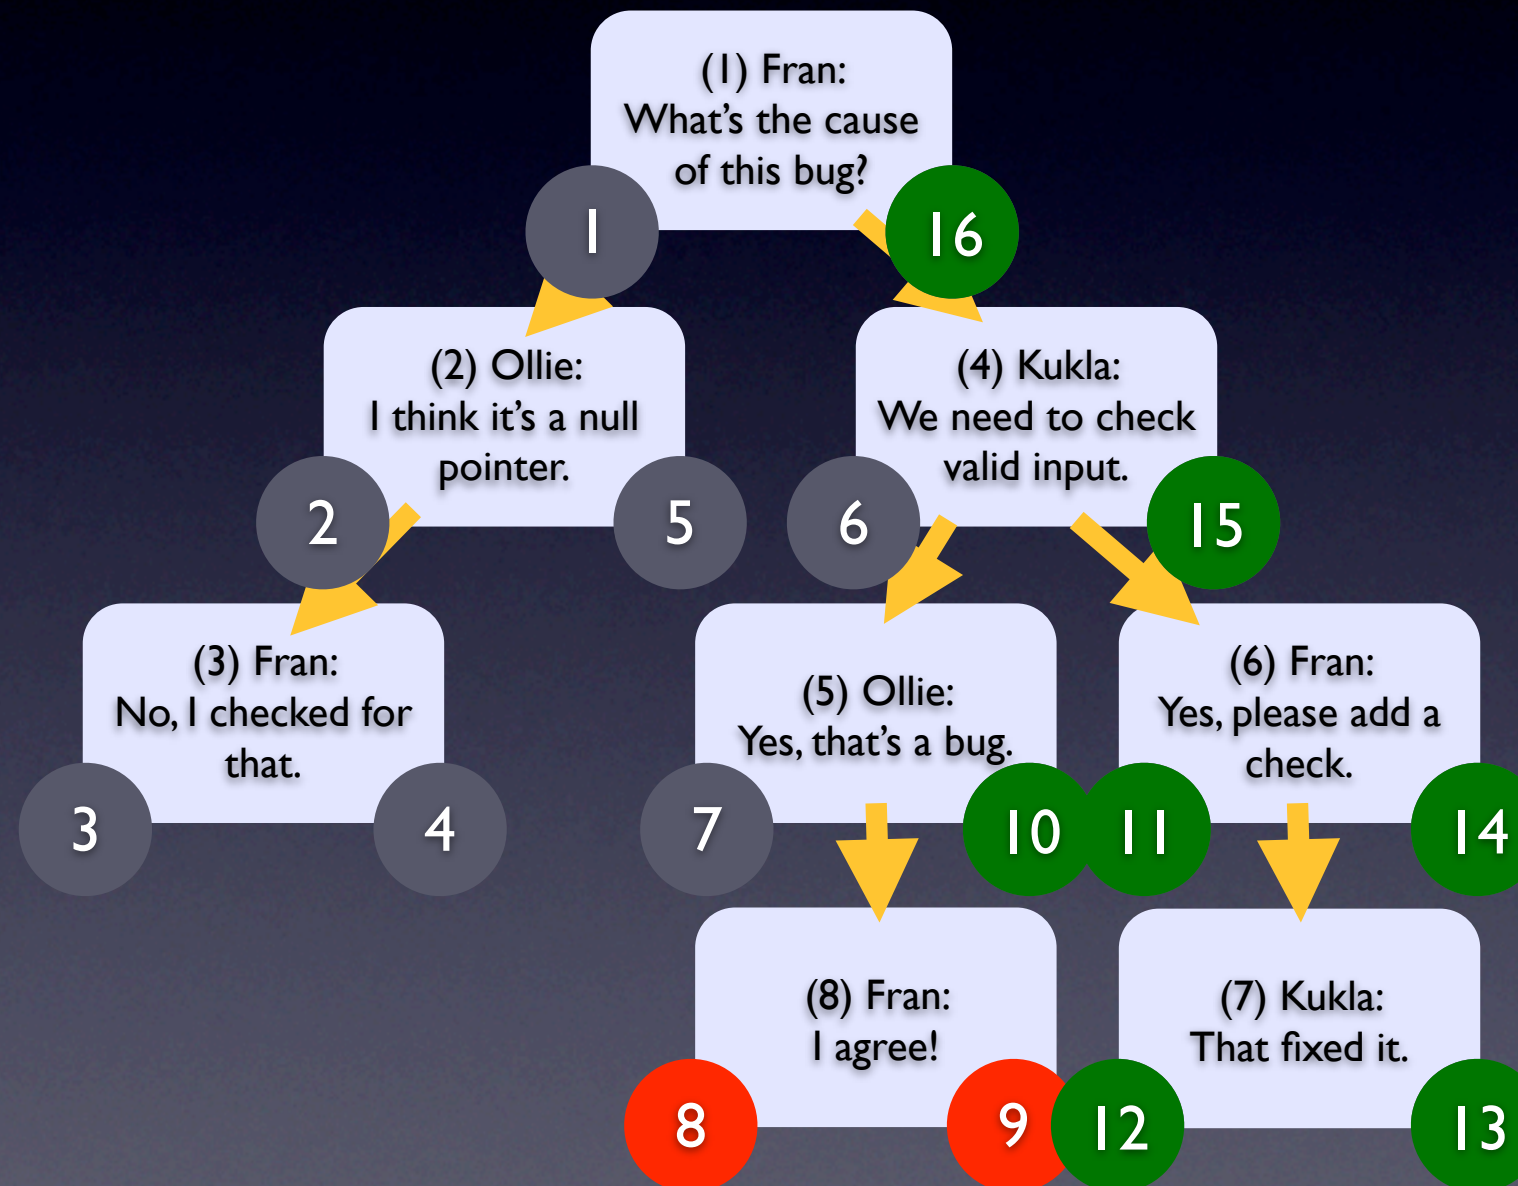 (1) Fran:
What's the cause
of this bug?
1
16
(2) Ollie:
I think it's a null
pointer.
2
5
(4) Kukla:
We need to check
valid input.
6
15
(3) Fran:
No, I checked for
that.
3
4
(5) Ollie:
Yes, that's a bug.
7
10
(6) Fran:
Yes, please add a
check.
11
14
(8) Fran:
I agree!
8
9
(7) Kukla:
That fixed it.
12
13